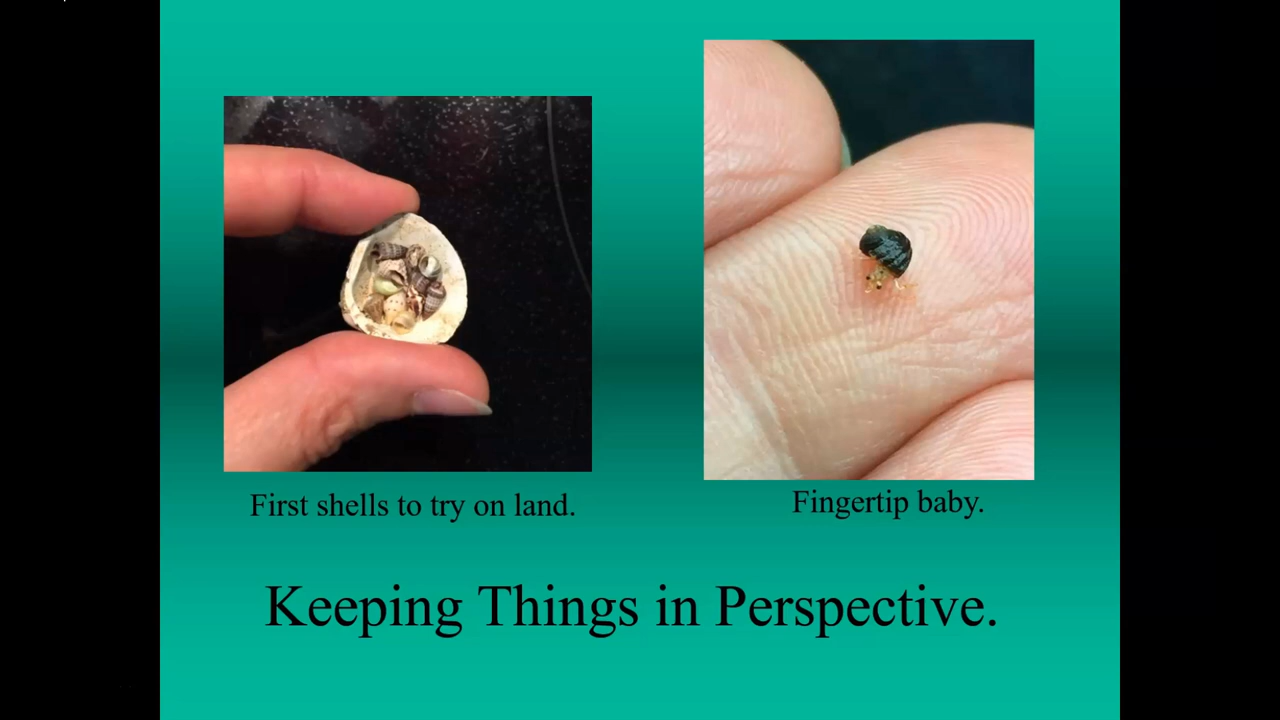 First shells to try on land.
Fingertip baby.
Keeping Things in Perspective.